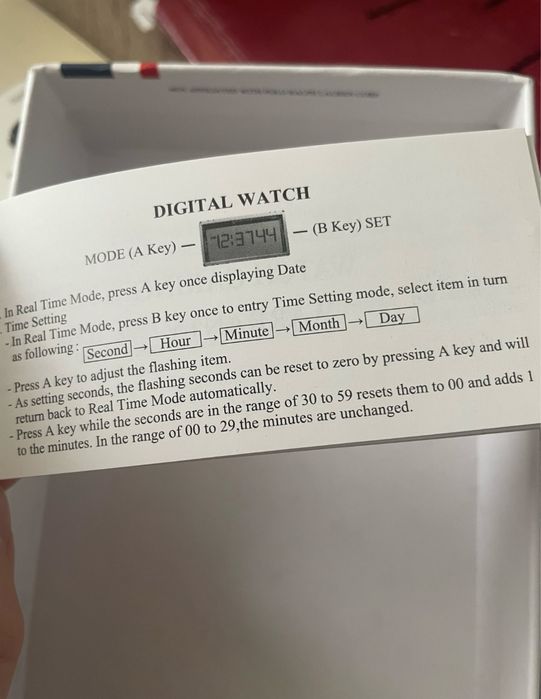 DIGITAL WATCH
MODE (A Key) — 12:3744 — (B Key) SET
In Real Time Mode, press A key once displaying Date
Time Setting
- In Real Time Mode, press B key once to entry Time Setting mode, select item in turn
as following : Second → Hour → Minute → Month → Day
- Press A key to adjust the flashing item.
- As setting seconds, the flashing seconds can be reset to zero by pressing A key and will
return back to Real Time Mode automatically.
- Press A key while the seconds are in the range of 30 to 59 resets them to 00 and adds 1
to the minutes. In the range of 00 to 29,the minutes are unchanged.